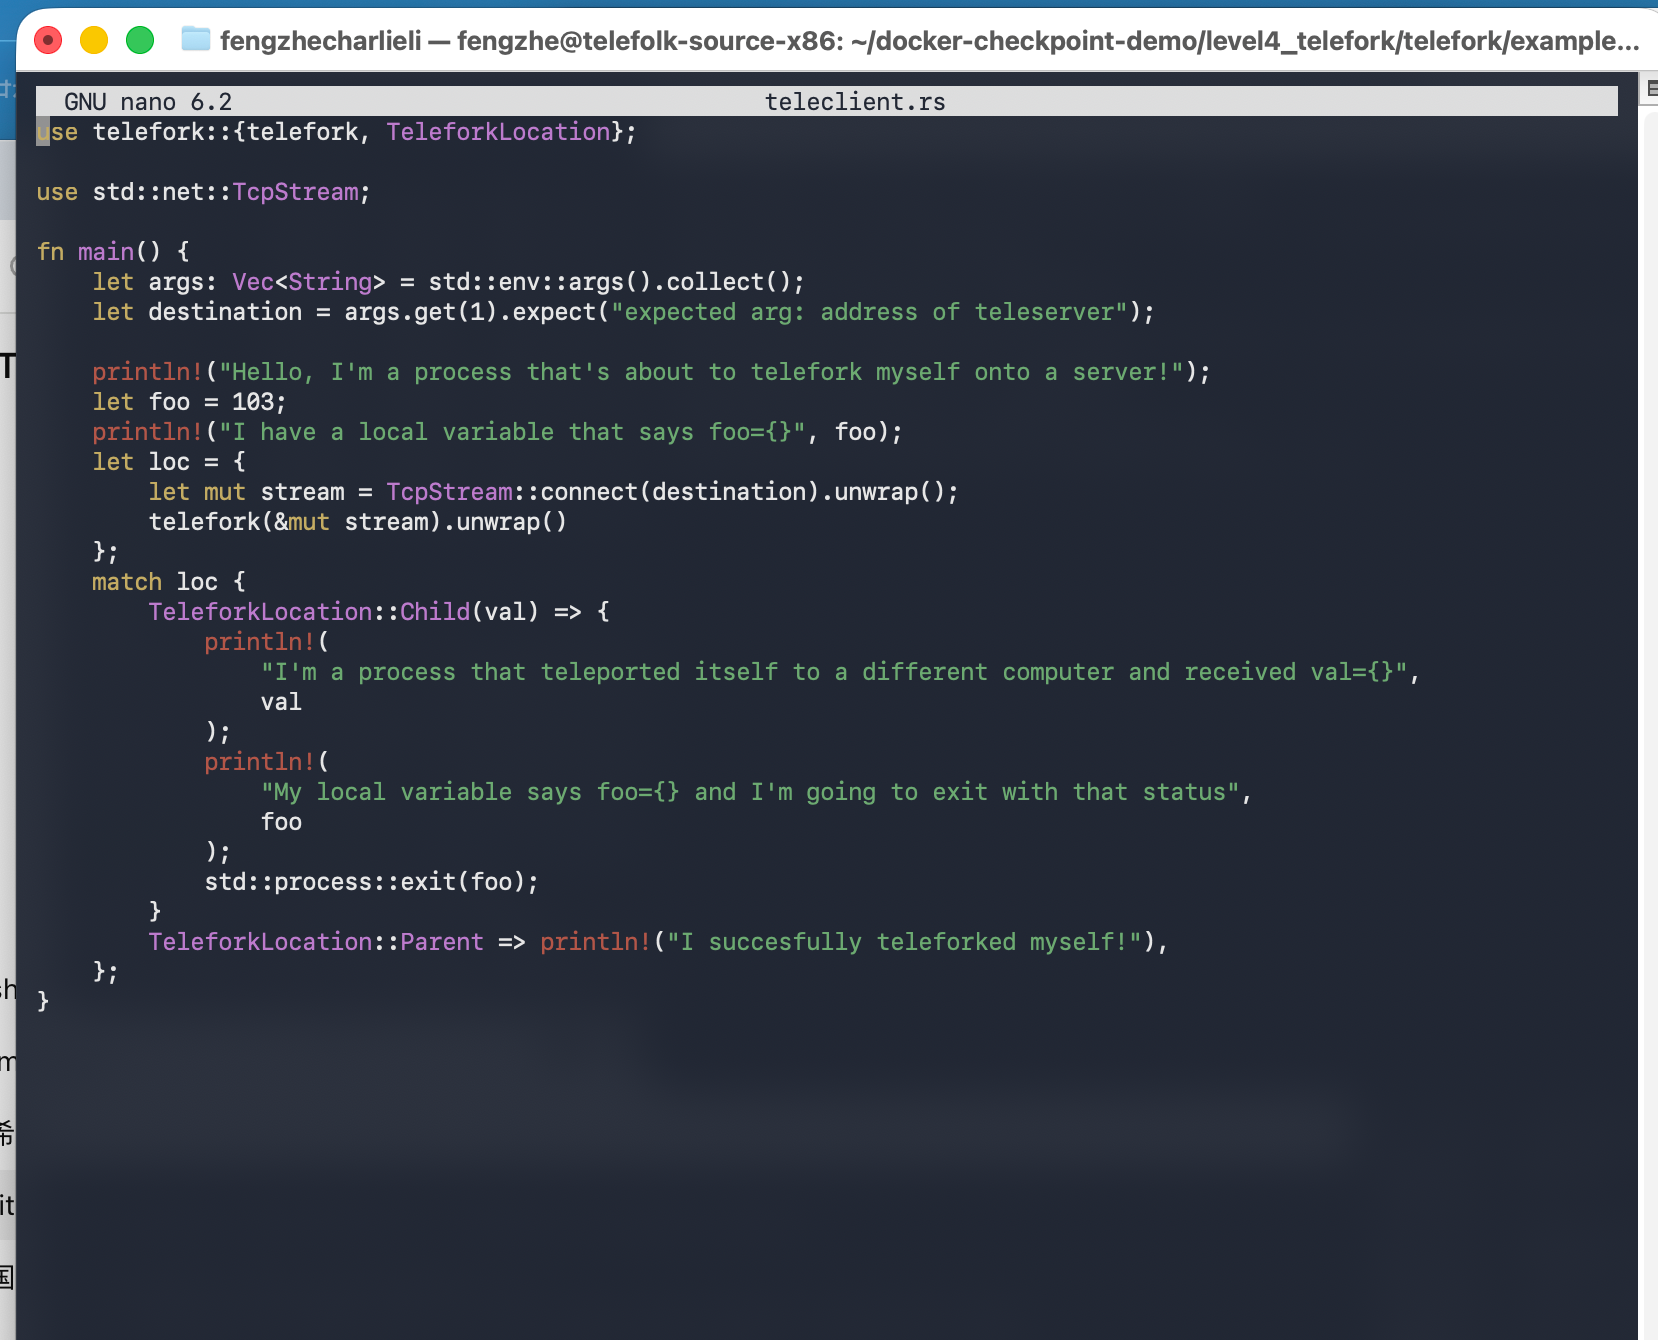 fengzhecharlieli — fengzhe@telefolk-source-x86: ~/docker-checkpoint-demo/level4_telefork/telefork/example...
GNU nano 6.2 teleclient.rs
use telefork::{telefork, TeleforkLocation};
use std::net::TcpStream;
fn main() {
    let args: Vec<String> = std::env::args().collect();
    let destination = args.get(1).expect("expected arg: address of teleserver");
    println!("Hello, I'm a process that's about to telefork myself onto a server!");
    let foo = 103;
    println!("I have a local variable that says foo={}", foo);
    let loc = {
        let mut stream = TcpStream::connect(destination).unwrap();
        telefork(&mut stream).unwrap()
    };
    match loc {
        TeleforkLocation::Child(val) => {
            println!(
                "I'm a process that teleported itself to a different computer and received val={}",
                val
            );
            println!(
                "My local variable says foo={} and I'm going to exit with that status",
                foo
            );
            std::process::exit(foo);
        }
        TeleforkLocation::Parent => println!("I succesfully teleforked myself!"),
    };
}